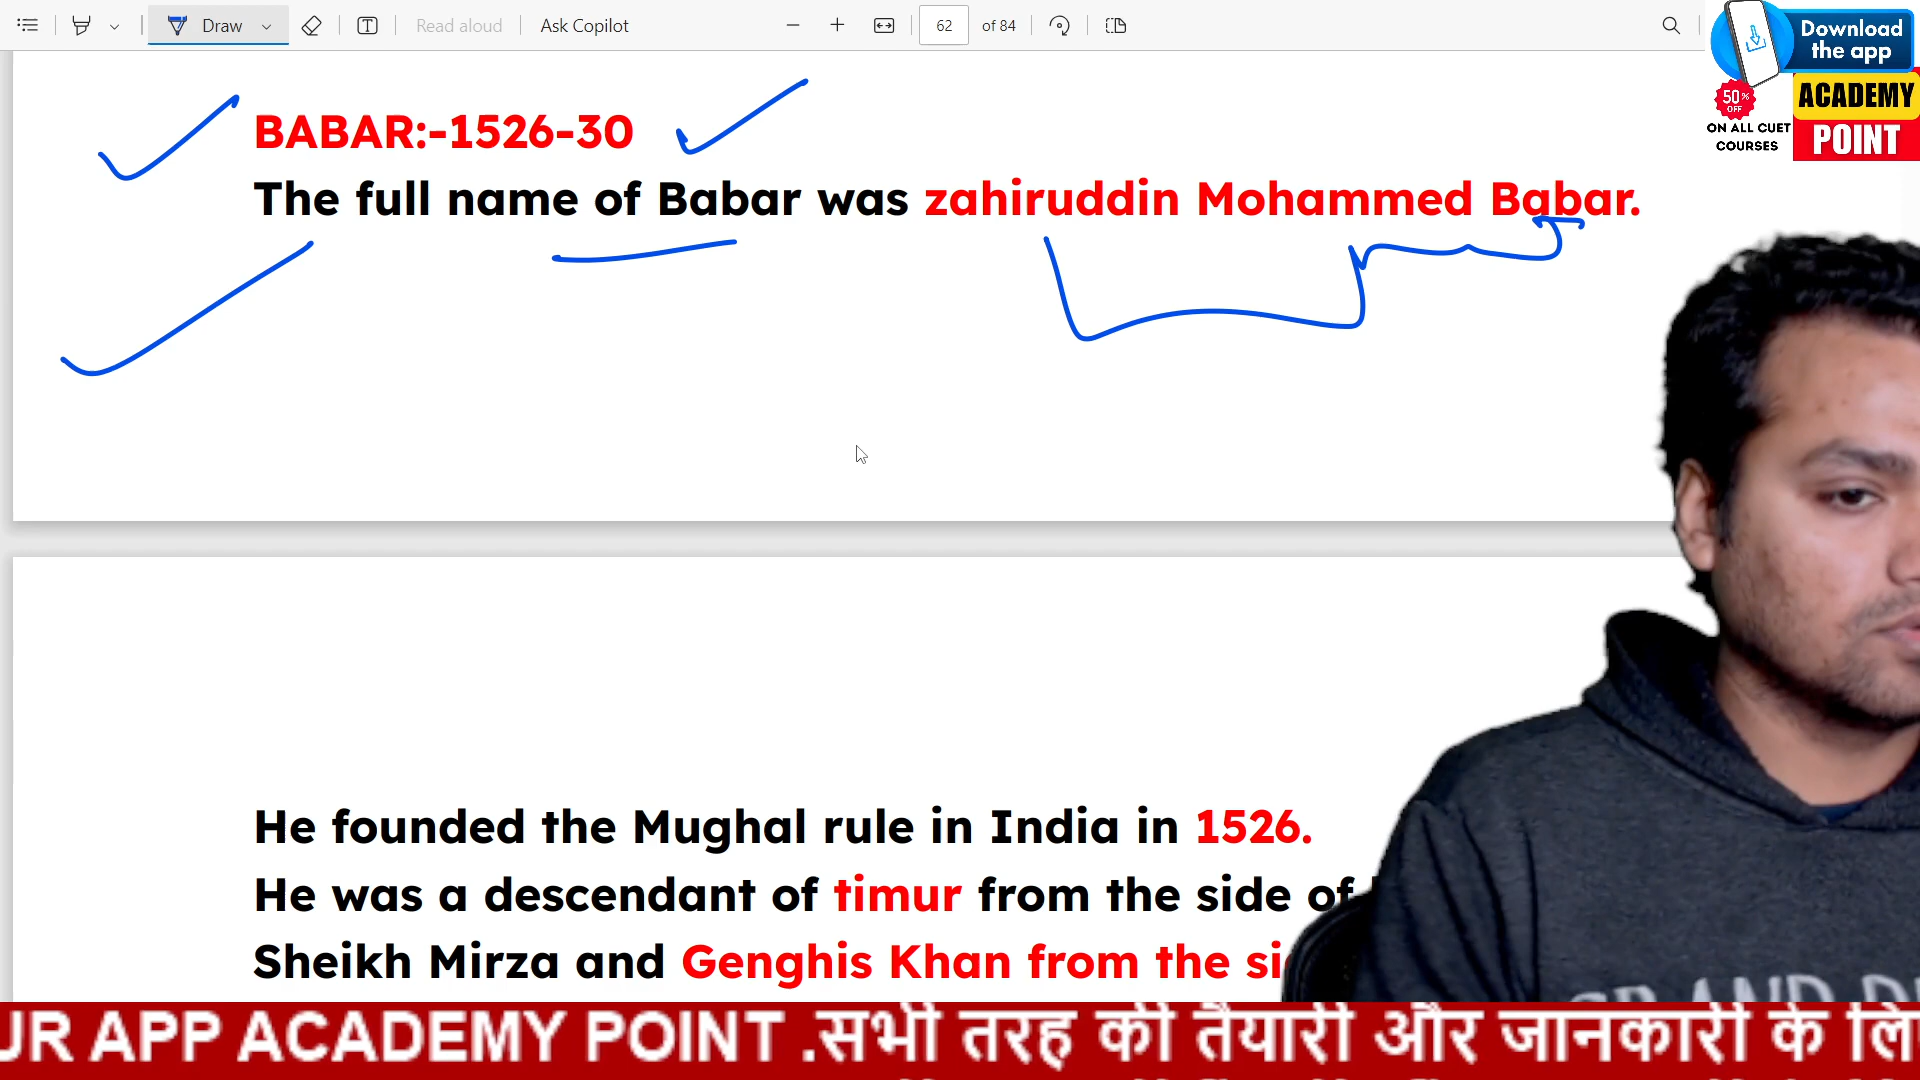 Draw
Read aloud
Ask Copilot
62
of 84
Download
the app
50%
OFF
ON ALL CUET
COURSES
ACADEMY
POINT
BABAR:-1526-30
The full name of Babar was zahiruddin Mohammed Babar.
He founded the Mughal rule in India in 1526.
He was a descendant of timur from the side of
Sheikh Mirza and Genghis Khan from the
UR APP ACADEMY POINT .सभी तरह की तैयारी और जानकारी के